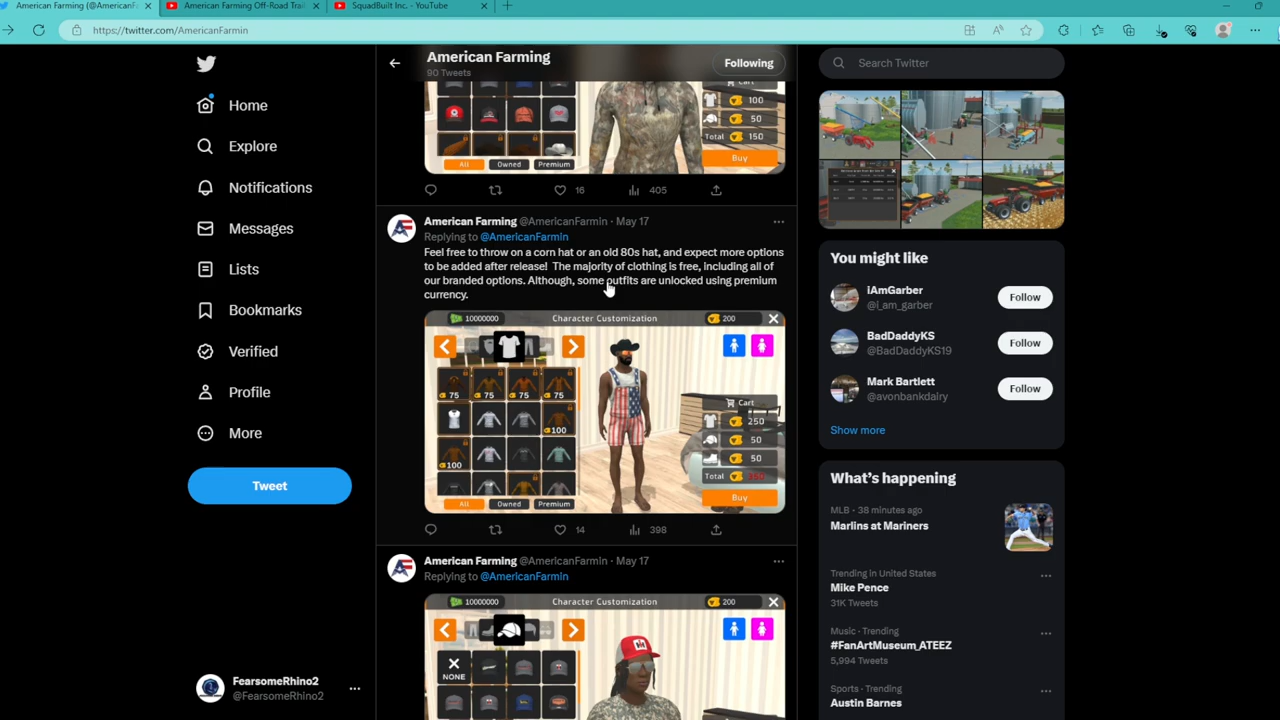 American Farming (@AmericanF
American Farming Off-Road Trai
SquadBuilt Inc. - YouTube
https://twitter.com/AmericanFarmin
Home
Explore
Notifications
Messages
Lists
Bookmarks
Verified
Profile
More
Tweet
FearsomeRhino2
@FearsomeRhino2
American Farming
90 Tweets
Following
Cart
100
50
Total 150
Buy
All Owned Premium
16 405
American Farming @AmericanFarmin · May 17
Replying to @AmericanFarmin
Feel free to throw on a corn hat or an old 80s hat, and expect more options
to be added after release! The majority of clothing is free, including all of
our branded options. Although, some outfits are unlocked using premium
currency.
10000000 Character Customization 200
75 75 75 75
100
100
Cart
250
50
50
Total
Buy
All Owned Premium
14 398
American Farming @AmericanFarmin · May 17
Replying to @AmericanFarmin
10000000 Character Customization 200
NONE
Search Twitter
You might like
iAmGarber
@i_am_garber
Follow
BadDaddyKS
@BadDaddyKS19
Follow
Mark Bartlett
@avonbankdairy
Follow
Show more
What's happening
MLB · 38 minutes ago
Marlins at Mariners
Trending in United States
Mike Pence
31K Tweets
Music · Trending
#FanArtMuseum_ATEEZ
5,994 Tweets
Sports · Trending
Austin Barnes